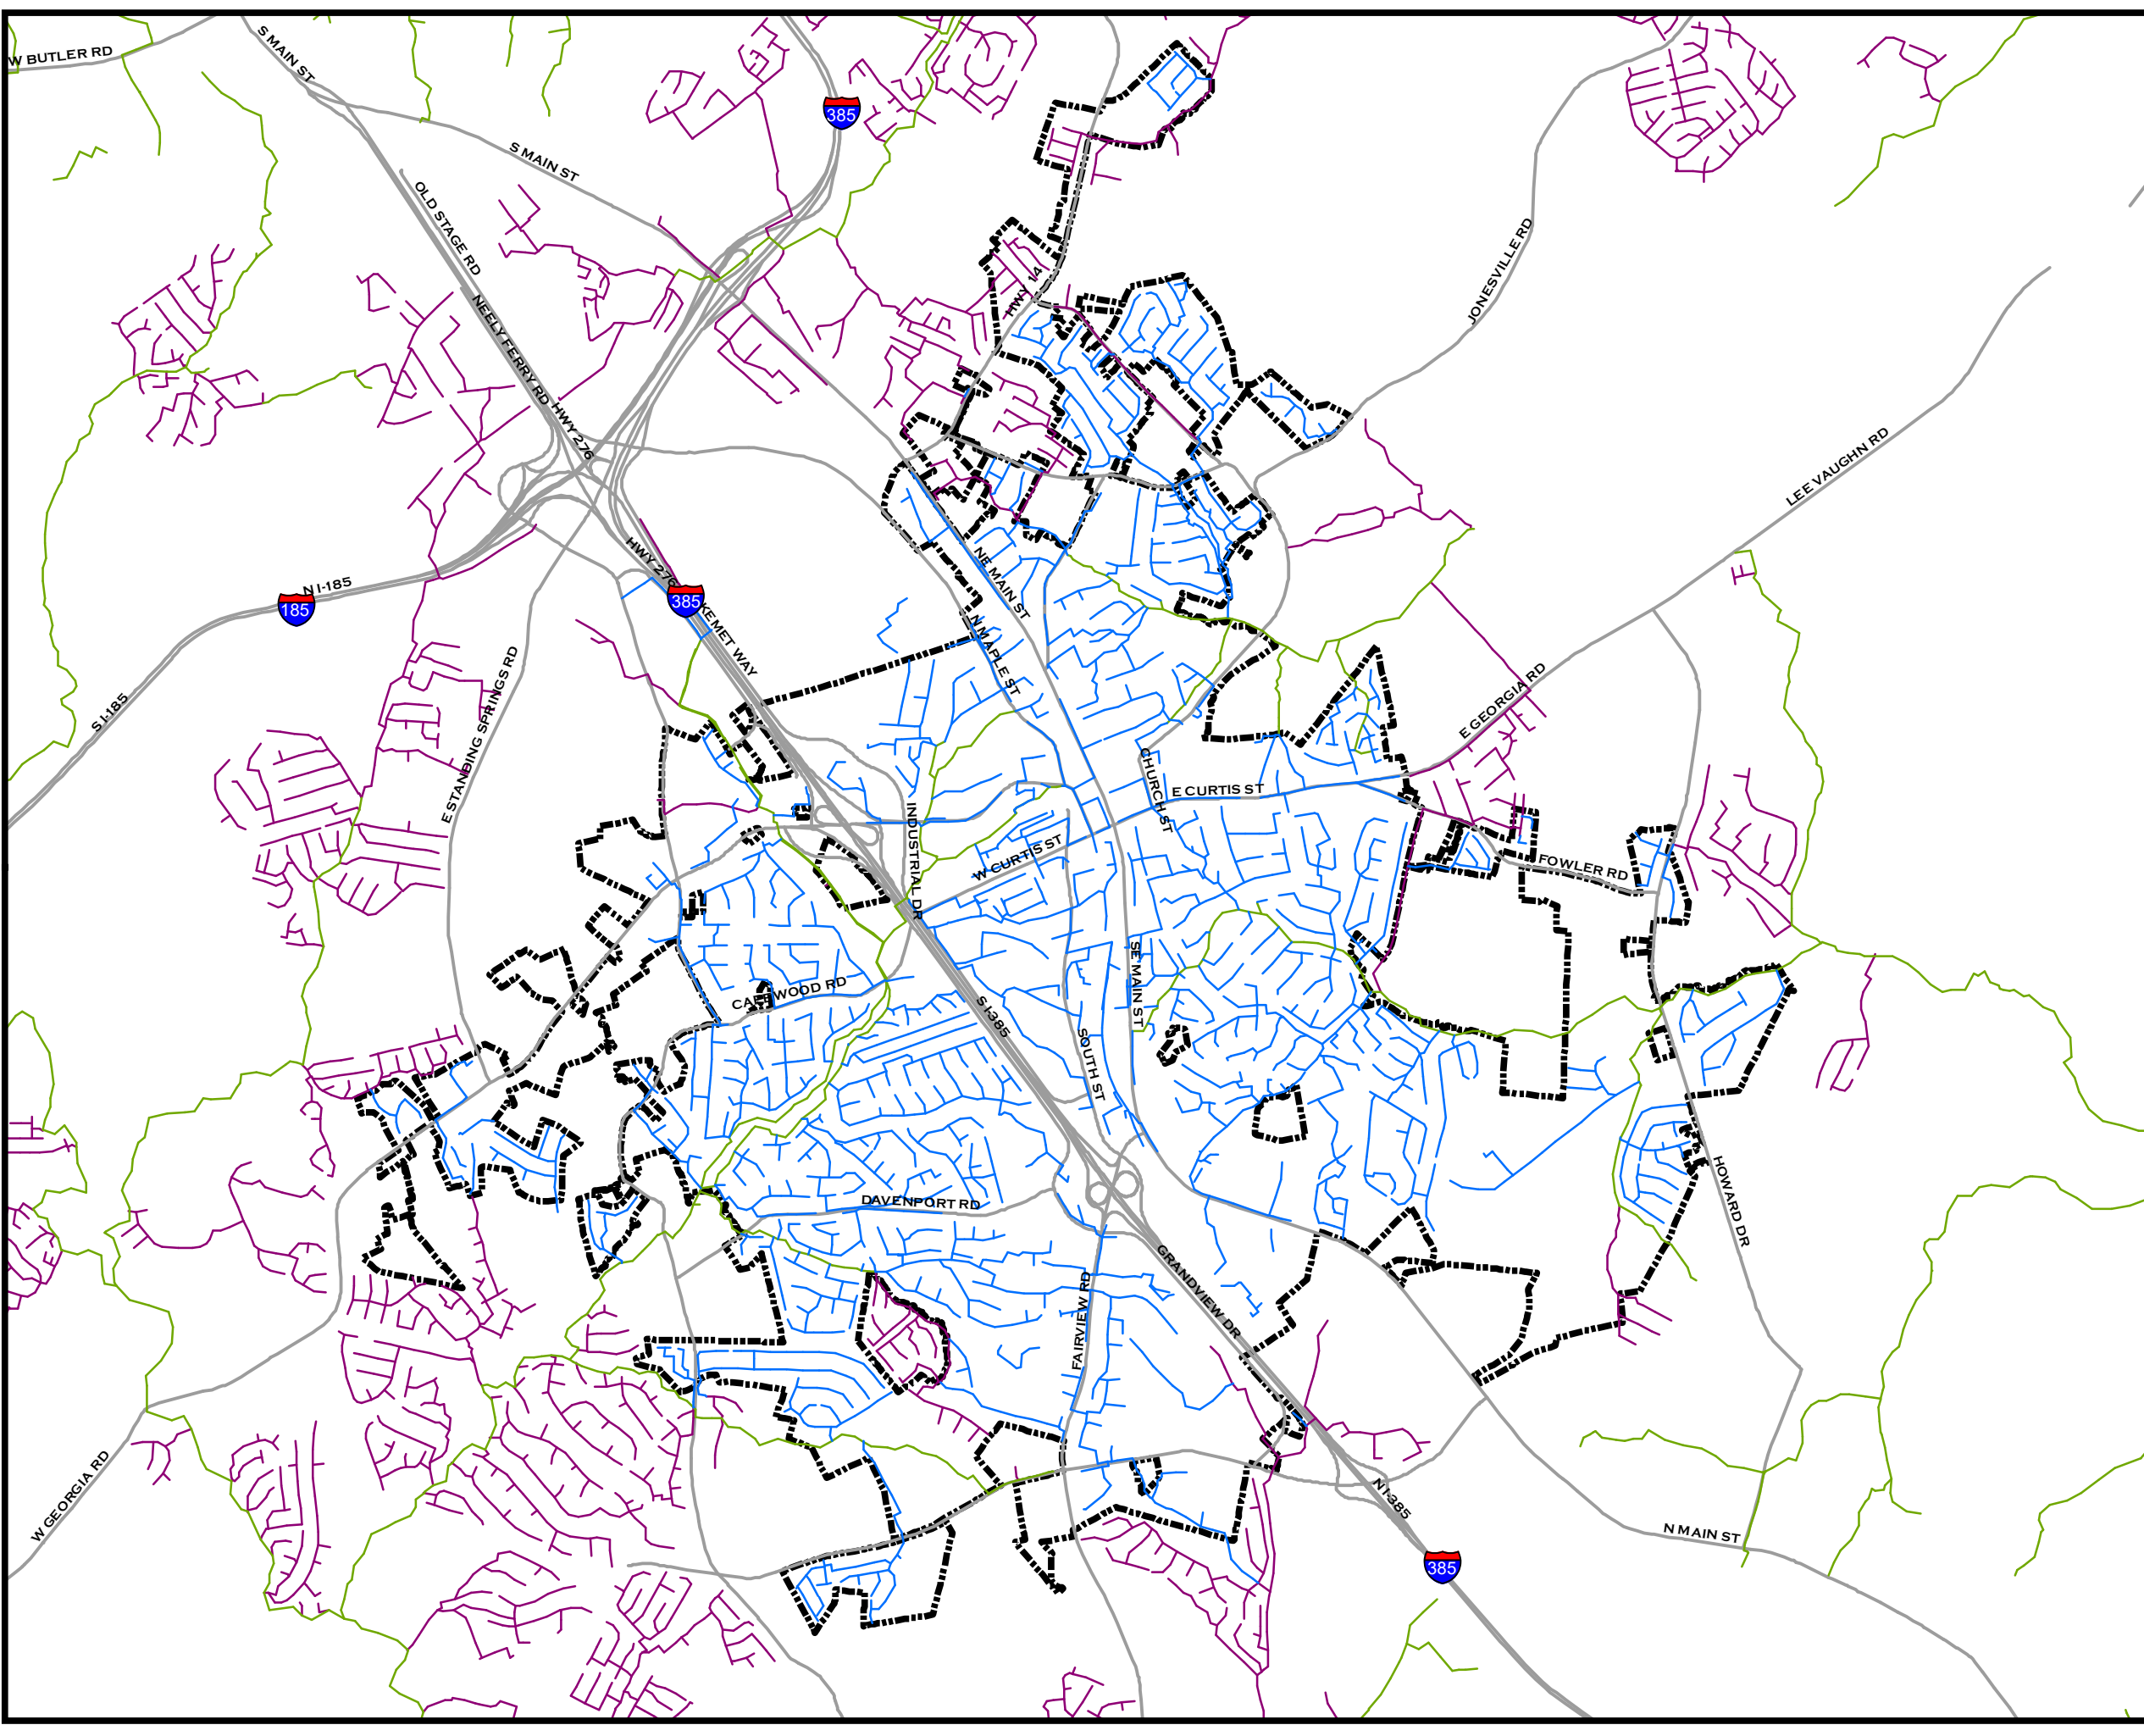 W BUTLER RD
S MAIN ST
385
S MAIN ST
OLD STAGE RD
JONESVILLE RD
HWY 14
NEELY FERRY RD
HWY 276
LEE VAUGHN RD
HWY 276
NE MAIN ST
N I-185
185
385
KEMET WAY
N MAPLE ST
S I-185
E STANDING SPRINGS RD
E GEORGIA RD
CHURCH ST
E CURTIS ST
INDUSTRIAL DR
W CURTIS ST
FOWLER RD
SE MAIN ST
CAPEWOOD RD
S I-385
SOUTH ST
HOWARD DR
DAVENPORT RD
GRANDVIEW DR
FAIRVIEW RD
W GEORGIA RD
N I-385
N MAIN ST
385